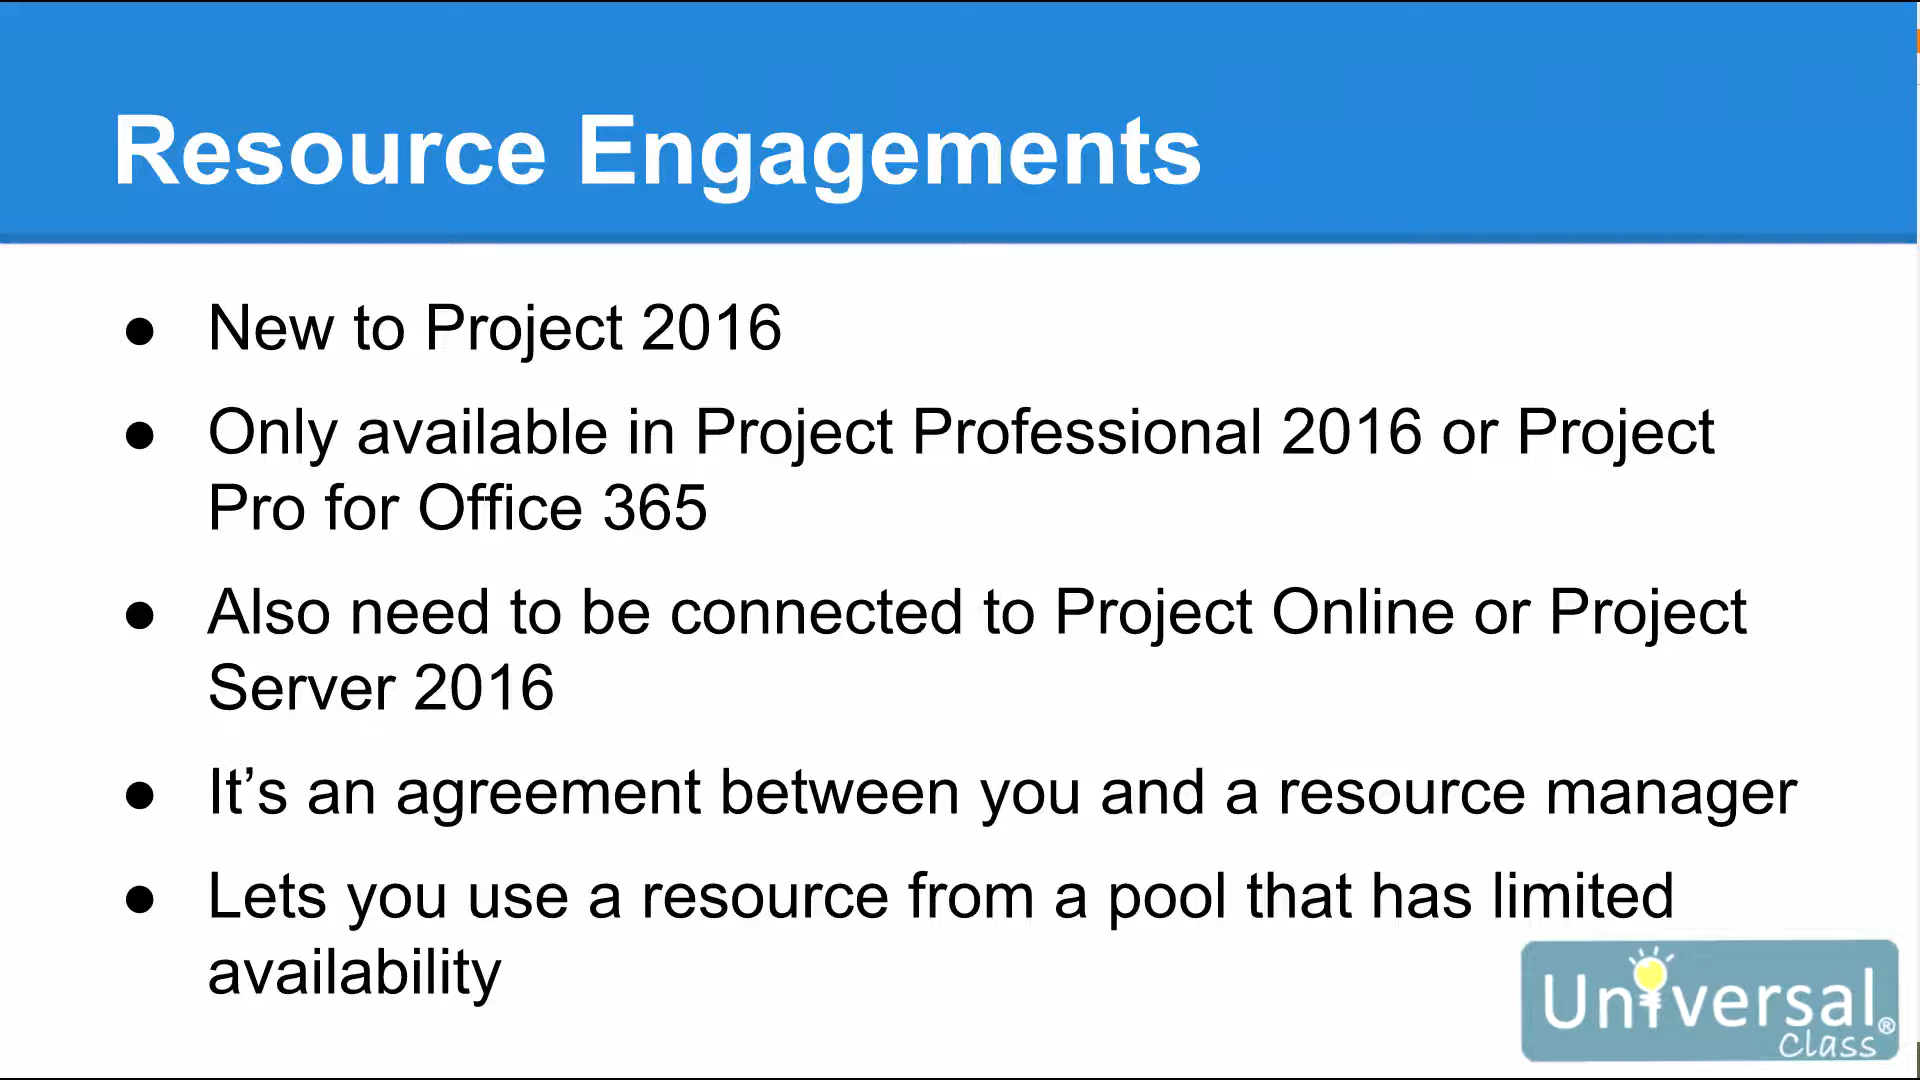 Resource Engagements
● New to Project 2016
● Only available in Project Professional 2016 or Project
Pro for Office 365
● Also need to be connected to Project Online or Project
Server 2016
● It’s an agreement between you and a resource manager
● Lets you use a resource from a pool that has limited
availability
Universal®
Class